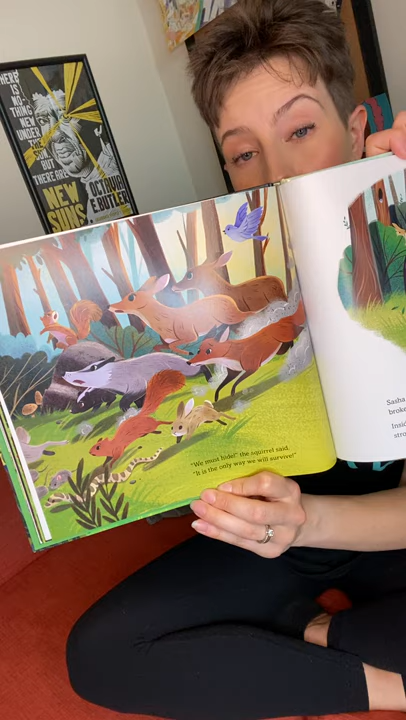 HERE
IS
NO-
THING
NEW
UNDER
THE
SUN,
BUT
THERE ARE
NEW
SUNS.
OCTAVIA
E. BUTLER
"We must hide!" the squirrel said.
"It is the only way we will survive!"
Sasha
broke
Insid
stro